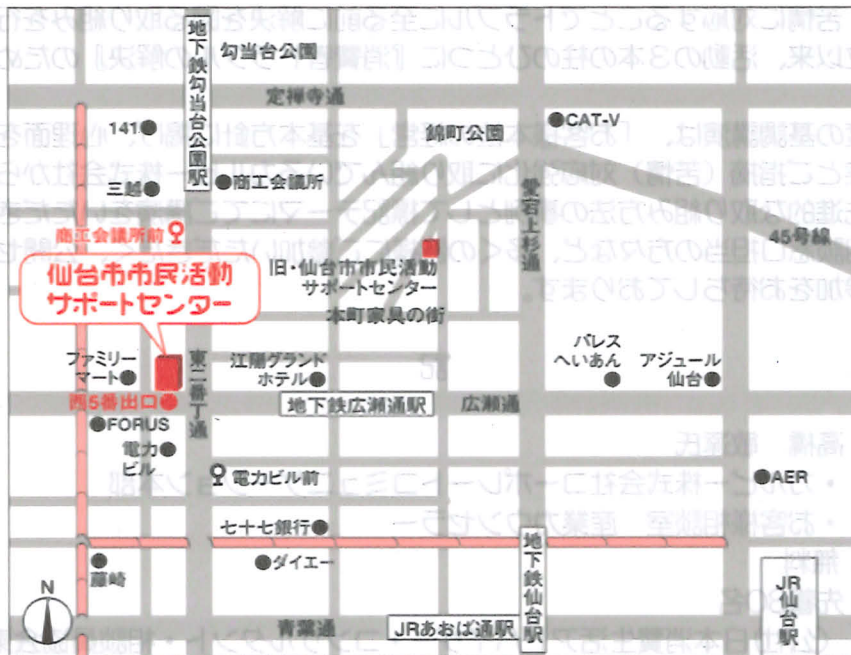 地下鉄勾当台公園駅
勾当台公園
定禅寺通
141
錦町公園
CAT-V
三越
商工会議所
愛宕上杉通
45号線
商工会議所前
仙台市市民活動
サポートセンター
旧・仙台市市民活動
サポートセンター
本町家具の街
ファミリー
マート
東二番丁通
江陽グランド
ホテル
パレス
へいあん
アジュール
仙台
西5番出口
地下鉄広瀬通駅
広瀬通
FORUS
電力
ビル
電力ビル前
AER
七十七銀行
ダイエー
藤崎
地下鉄仙台駅
JR仙台駅
N
青葉通
JRあおば通駅